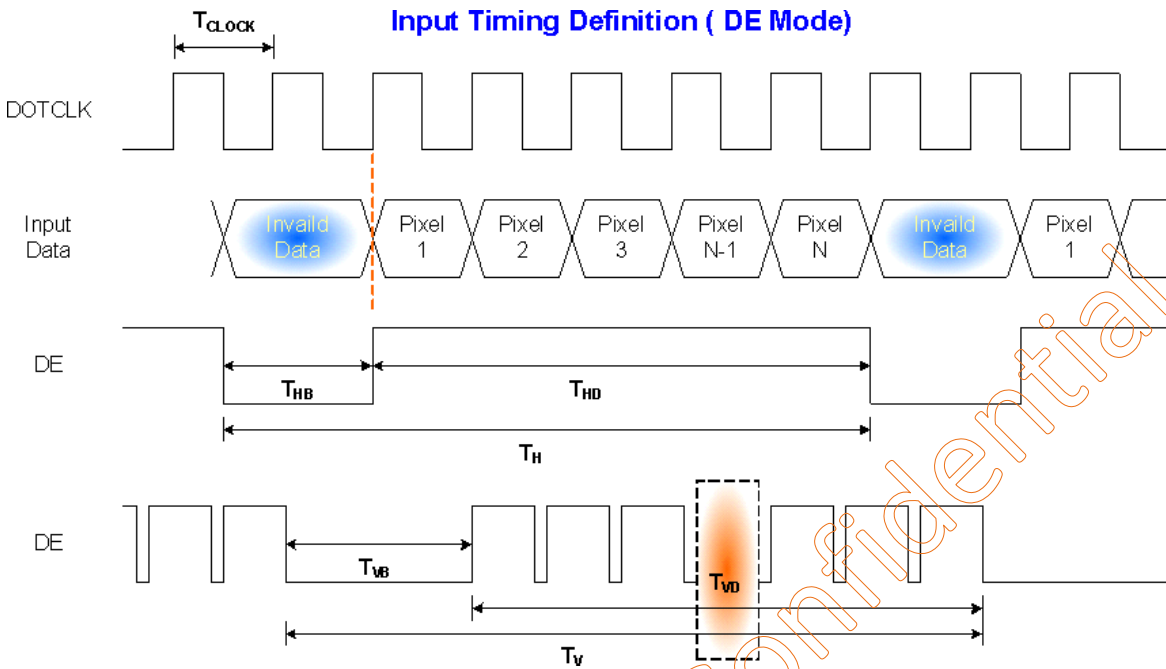 Input Timing Definition ( DE Mode)
TCLOCK
DOTCLK
Input
Data
Invaild
Data
Pixel
1
Pixel
2
Pixel
3
Pixel
N-1
Pixel
N
Invaild
Data
Pixel
1
DE
THB
THD
TH
DE
TVB
TVD
TV
onfidential